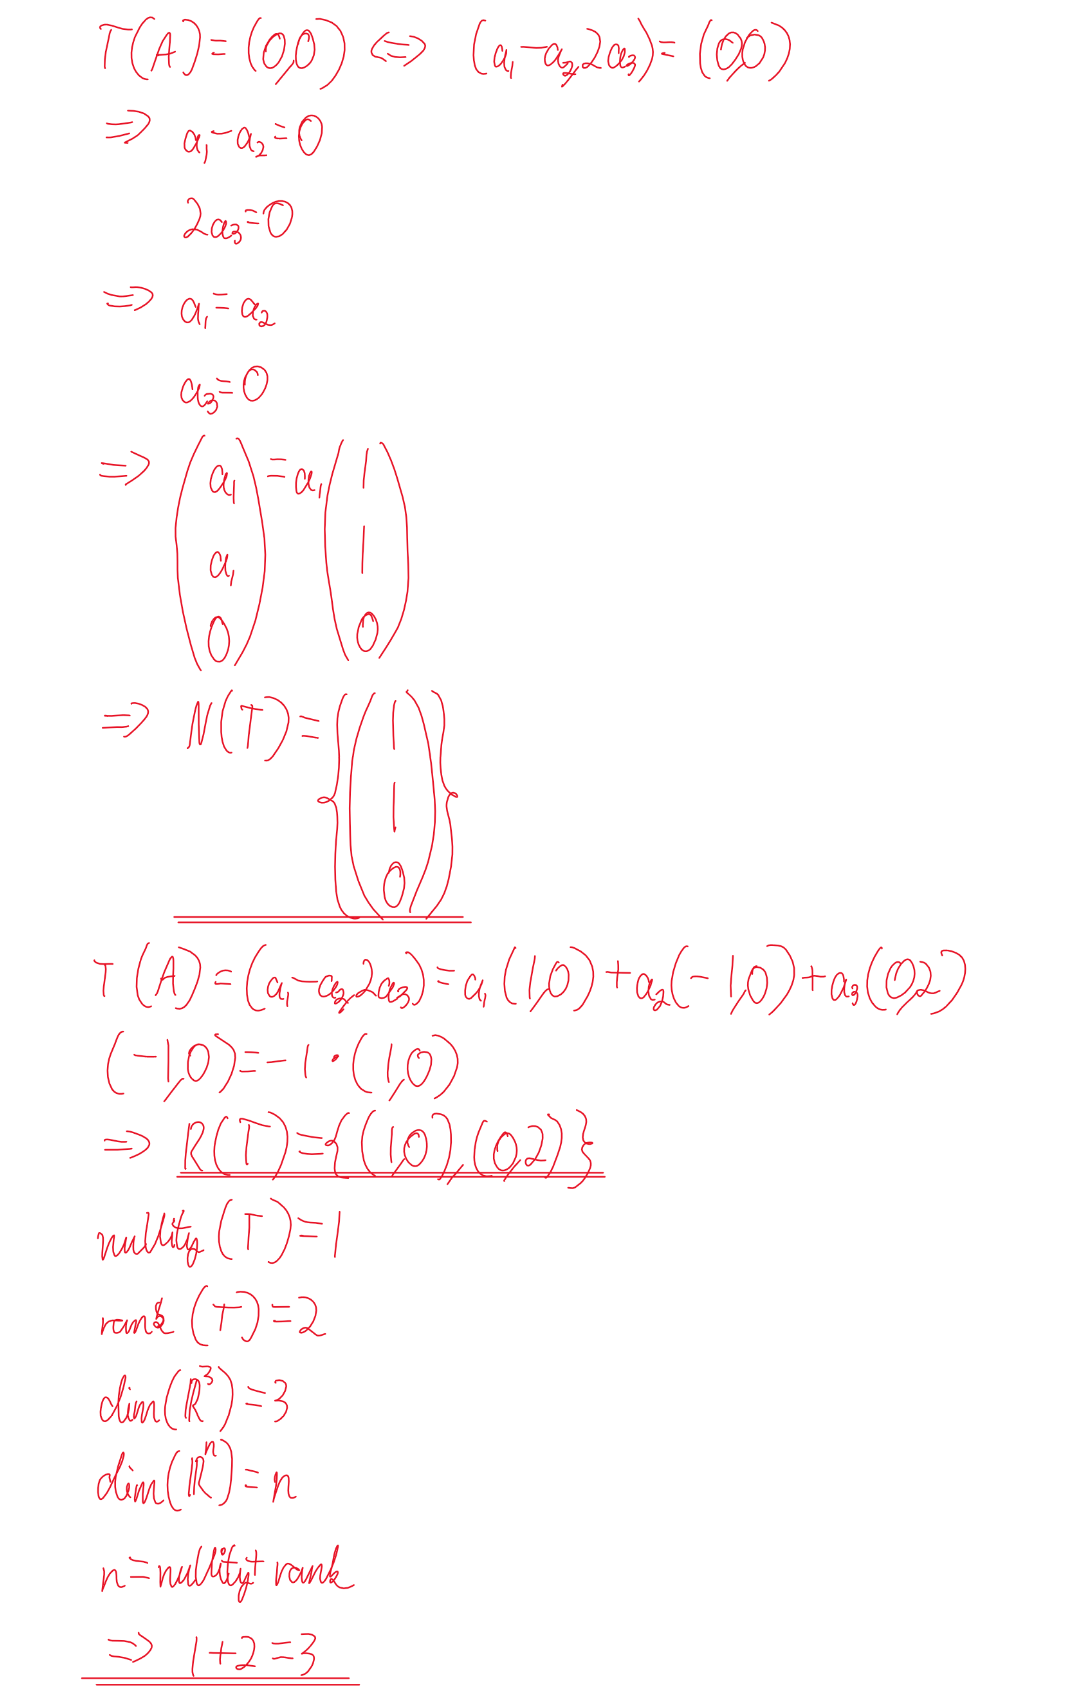 T(A)=(0,0) ⇔ (a₁-a₂,2a₃)=(0,0)
⇒ a₁-a₂=0
2a₃=0
⇒ a₁=a₂
a₃=0
⇒ (a₁ a₁ 0) = a₁ (1 1 0)
⇒ N(T)={(1 1 0)}
T(A)=(a₁-a₂,2a₃)=a₁(1,0)+a₂(-1,0)+a₃(0,2)
(-1,0)=-1·(1,0)
⇒ R(T)={(1,0),(0,2)}
nullity(T)=1
rank(T)=2
dim(ℝ³)=3
dim(ℝⁿ)=n
n=nullity+rank
⇒ 1+2=3